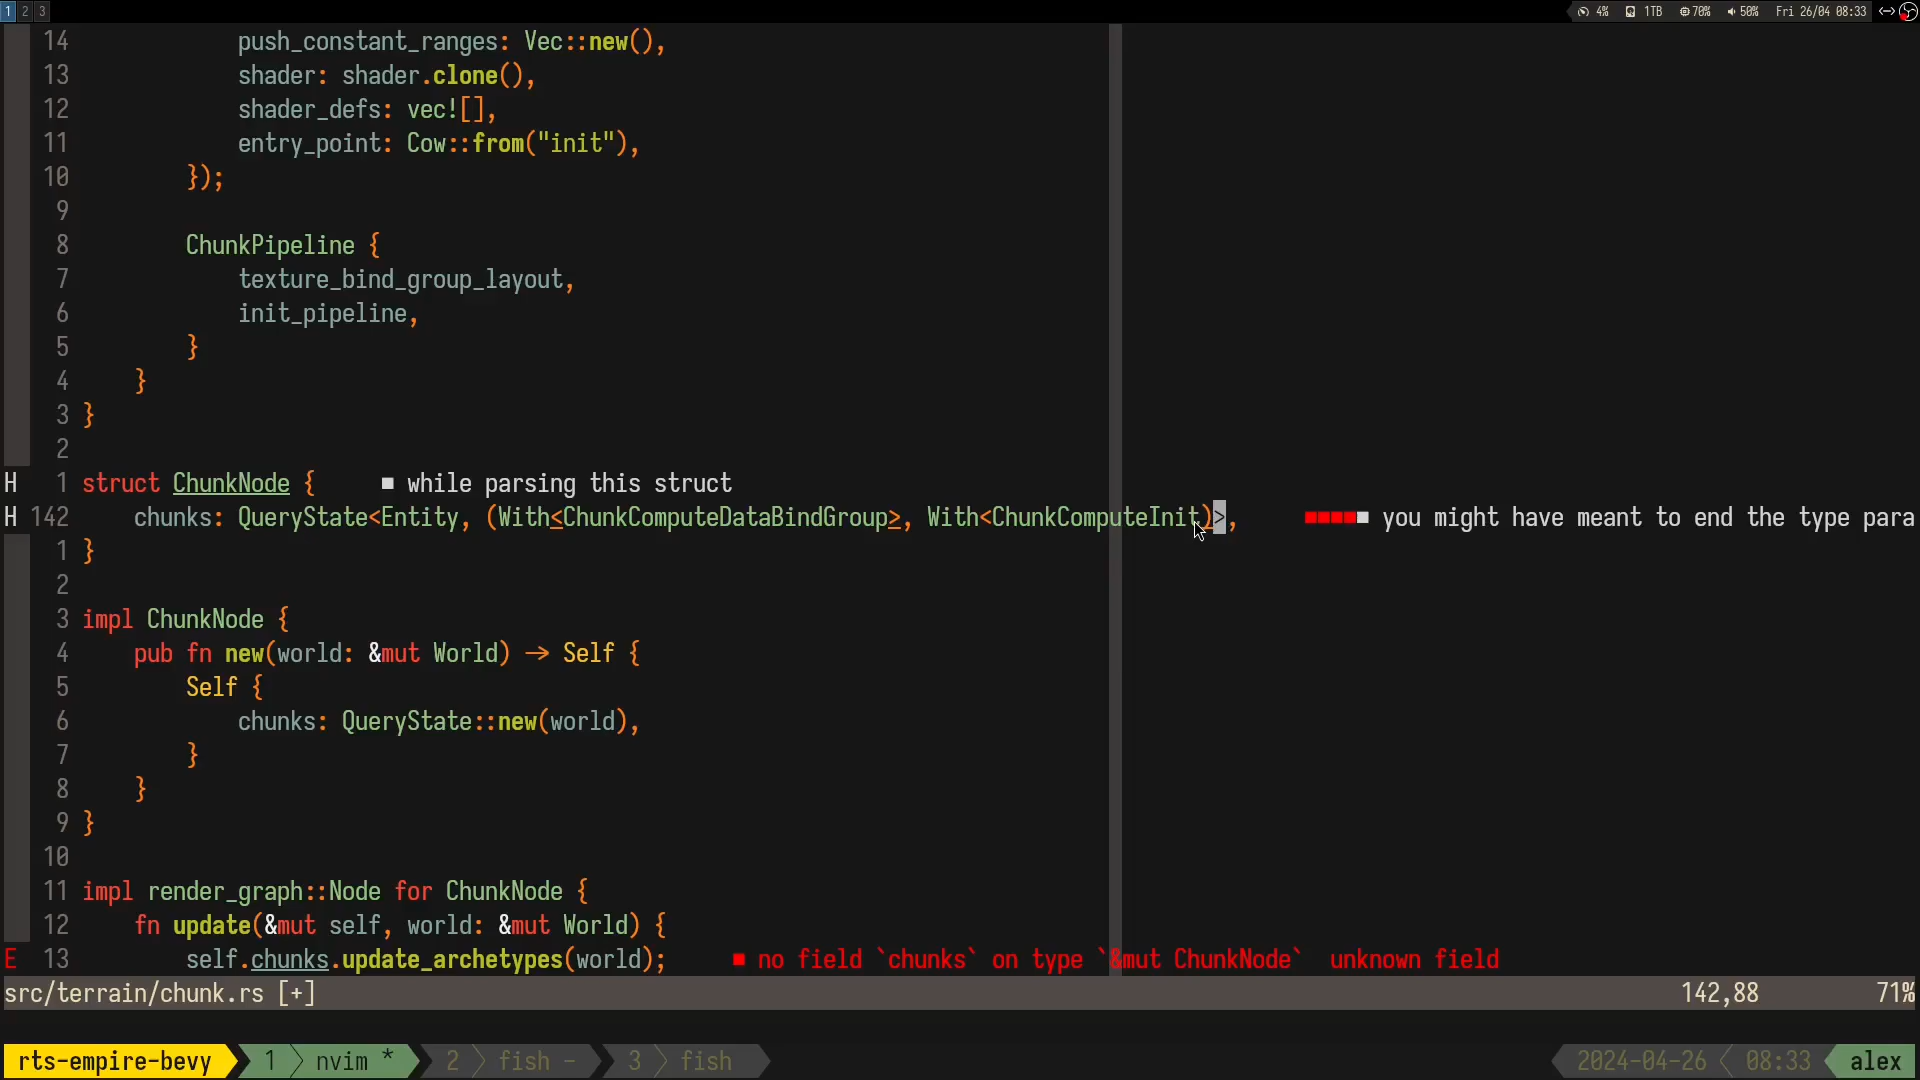 1 2 3 4% 1TB 70% 50% Fri 26/04 08:33
14 push_constant_ranges: Vec::new(),
13 shader: shader.clone(),
12 shader_defs: vec![],
11 entry_point: Cow::from("init"),
10 });
9
8 ChunkPipeline {
7 texture_bind_group_layout,
6 init_pipeline,
5 }
4 }
3 }
2
H 1 struct ChunkNode { ■ while parsing this struct
H 142 chunks: QueryState<Entity, (With<ChunkComputeDataBindGroup>, With<ChunkComputeInit)>, ■■■■■ you might have meant to end the type para
1 }
2
3 impl ChunkNode {
4 pub fn new(world: &mut World) → Self {
5 Self {
6 chunks: QueryState::new(world),
7 }
8 }
9 }
10
11 impl render_graph::Node for ChunkNode {
12 fn update(&mut self, world: &mut World) {
E 13 self.chunks.update_archetypes(world); ■ no field `chunks` on type `&mut ChunkNode` unknown field
src/terrain/chunk.rs [+] 142,88 71%
rts-empire-bevy 1 nvim * 2 fish - 3 fish 2024-04-26 08:33 alex